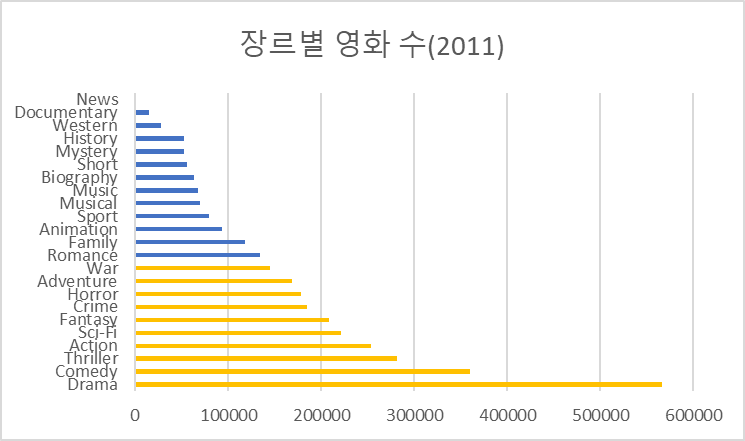 장르별 영화 수(2011)
News
Documentary
Western
History
Mystery
Short
Biography
Music
Musical
Sport
Animation
Family
Romance
War
Adventure
Horror
Crime
Fantasy
Sci-Fi
Action
Thriller
Comedy
Drama
0 100000 200000 300000 400000 500000 600000